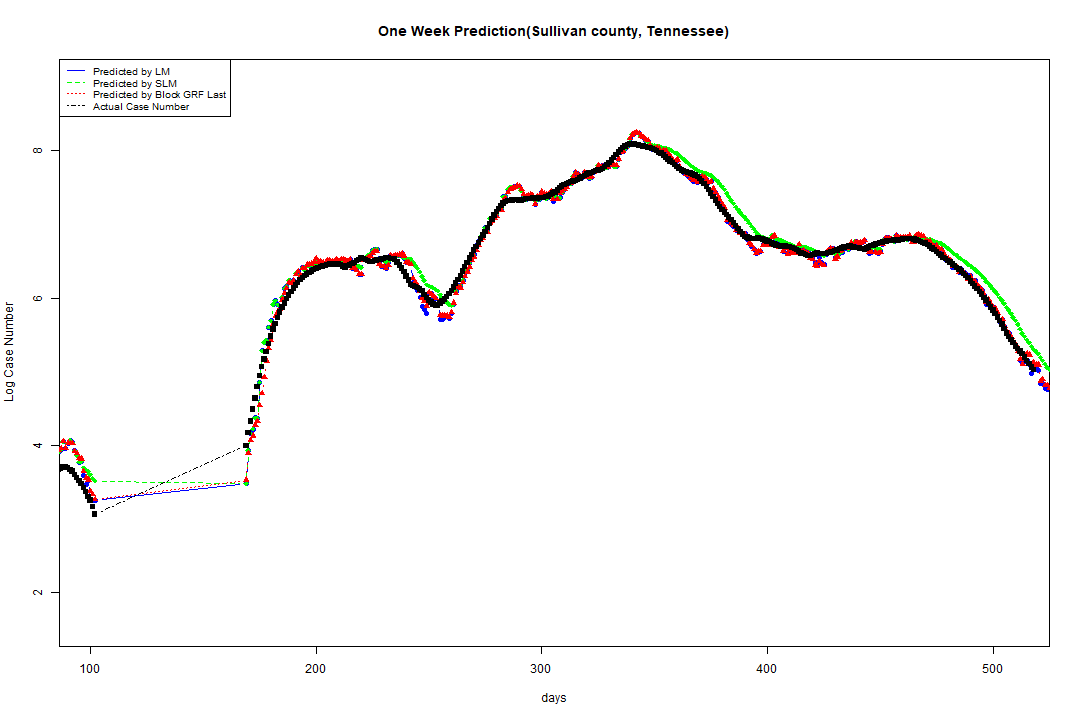 One Week Prediction(Sullivan county, Tennessee)
Predicted by LM
Predicted by SLM
Predicted by Block GRF Last
Actual Case Number
8
6
4
2
Log Case Number
100 200 300 400 500
days